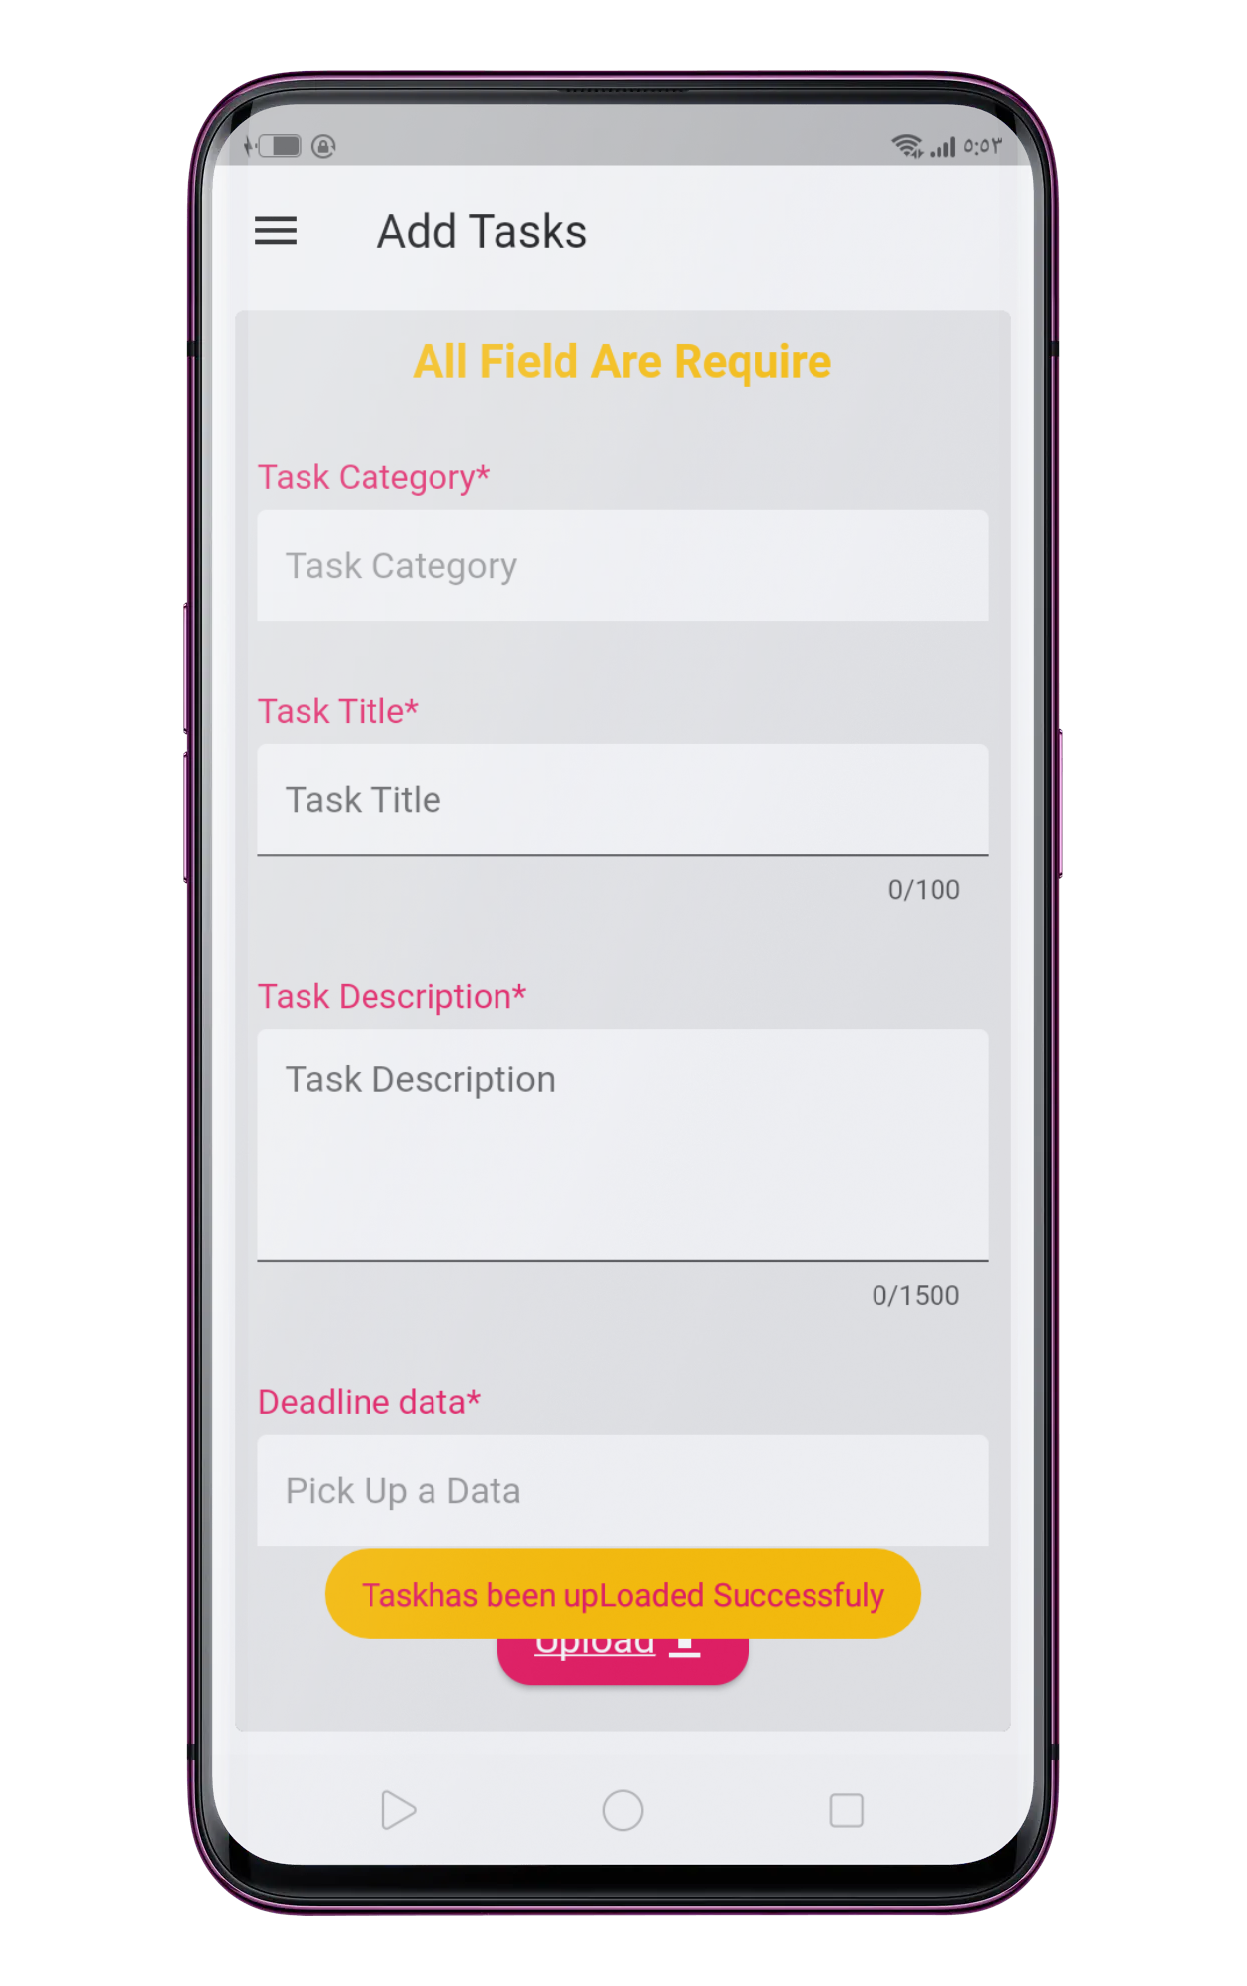 ٥:٥٣
Add Tasks
All Field Are Require
Task Category*
Task Category
Task Title*
Task Title
0/100
Task Description*
Task Description
0/1500
Deadline data*
Pick Up a Data
Taskhas been upLoaded Successfuly
Upload